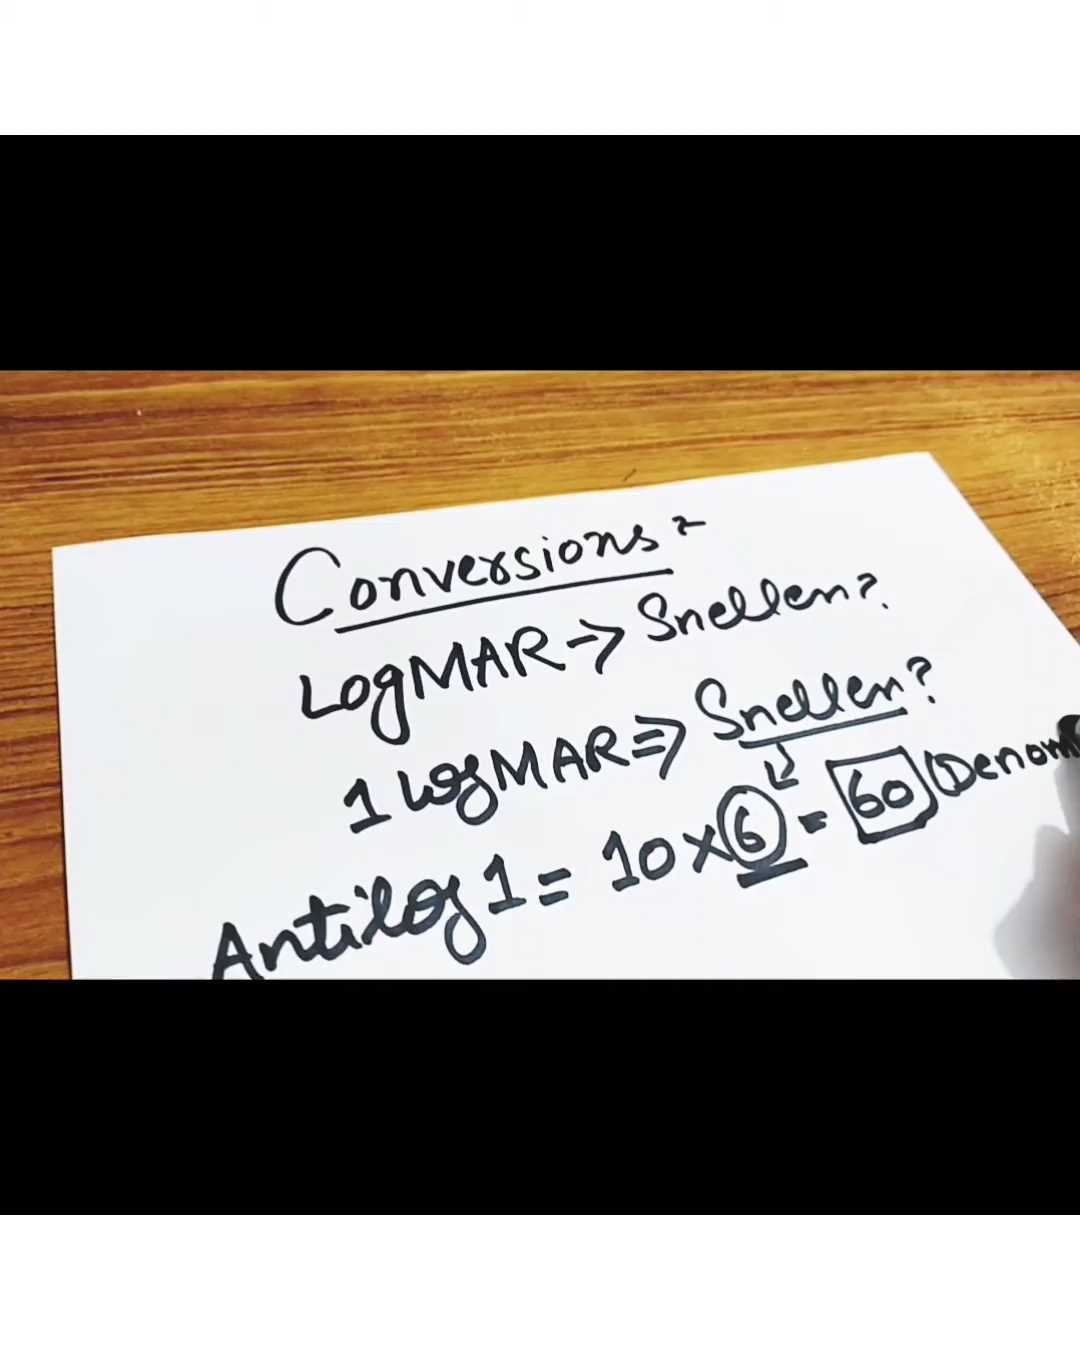 Conversions:-
LogMAR -> Snellen?
1 LogMAR => Snellen?
Antilog 1 = 10 x 6 = 60 (Denom